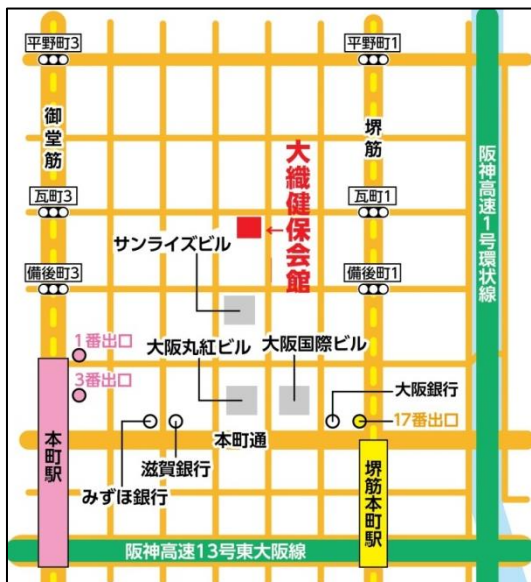 平野町3
平野町1
御堂筋
堺筋
阪神高速1号環状線
大織健保会館
←
瓦町3
瓦町1
サンライズビル
備後町3
備後町1
1番出口
大阪丸紅ビル
大阪国際ビル
3番出口
大阪銀行
17番出口
本町通
本町駅
滋賀銀行
堺筋本町駅
みずほ銀行
阪神高速13号東大阪線